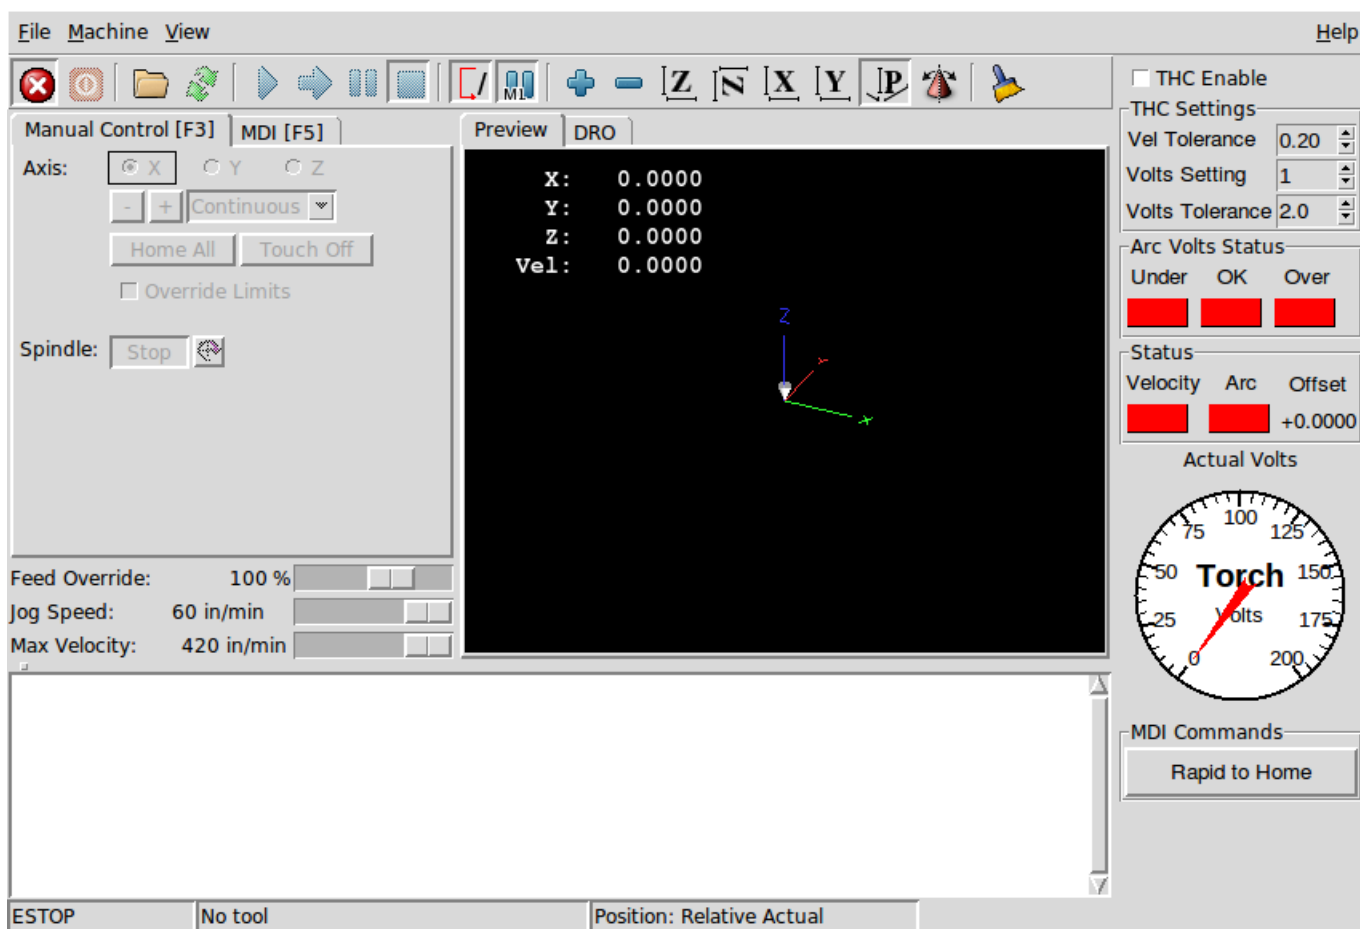 File Machine View Help
M1 Z N X Y P
THC Enable
THC Settings
Vel Tolerance 0.20
Volts Setting 1
Volts Tolerance 2.0
Arc Volts Status
Under OK Over
Status
Velocity Arc Offset
+0.0000
Actual Volts
Manual Control [F3] MDI [F5]
Axis: X Y Z
- + Continuous
Home All Touch Off
Override Limits
Spindle: Stop
Feed Override: 100 %
Jog Speed: 60 in/min
Max Velocity: 420 in/min
Preview DRO
X: 0.0000
Y: 0.0000
Z: 0.0000
Vel: 0.0000
Z
Y
X
0 25 50 75 100 125 150 175 200
Torch
Volts
MDI Commands
Rapid to Home
ESTOP No tool Position: Relative Actual